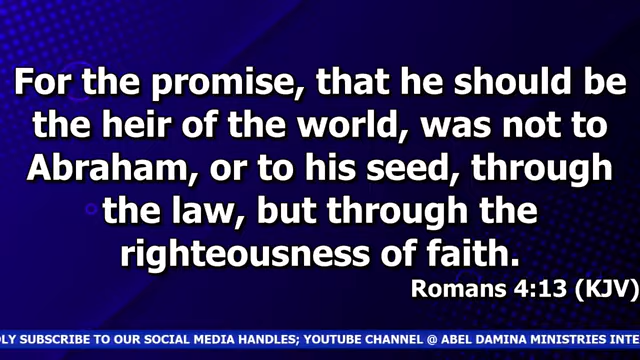 For the promise, that he should be
the heir of the world, was not to
Abraham, or to his seed, through
the law, but through the
righteousness of faith.
Romans 4:13 (KJV)
SUBSCRIBE TO OUR SOCIAL MEDIA HANDLES; YOUTUBE CHANNEL @ ABEL DAMINA MINISTRIES